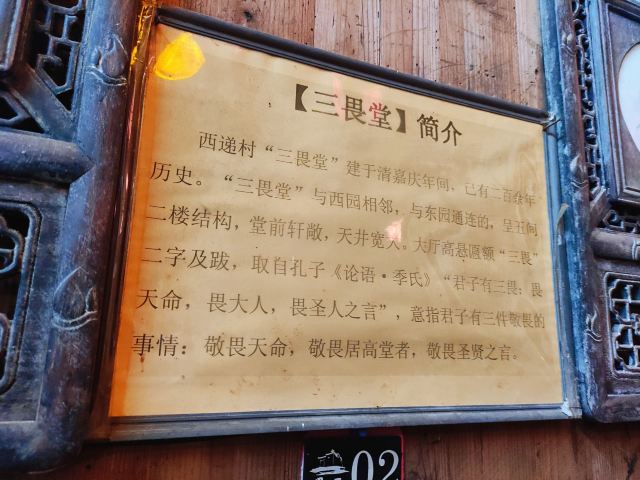 【三畏堂】简介
西递村“三畏堂”建于清嘉庆年间，已有二百余年
历史。“三畏堂”与西园相邻，与东园通连的，呈五间
二楼结构，堂前轩敞，天井宽大。大厅高悬匾额“三畏”
二字及跋，取自孔子《论语·季氏》“君子有三畏：畏
天命，畏大人，畏圣人之言”，意指君子有三件敬畏的
事情：敬畏天命，敬畏居高堂者，敬畏圣贤之言。
02